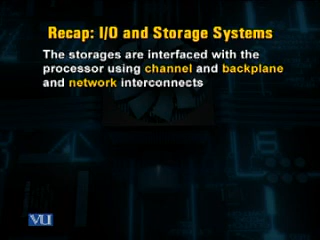 Recap: I/O and Storage Systems
The storages are interfaced with the
processor using channel and backplane
and network interconnects
VU